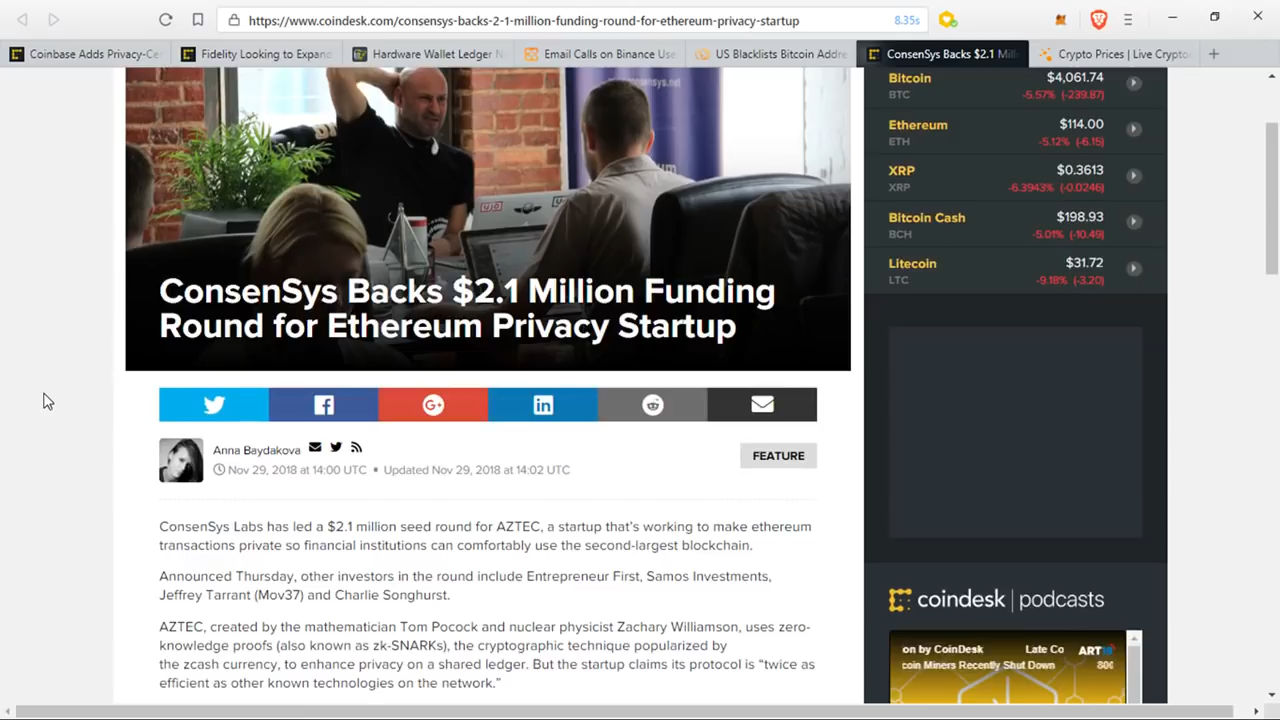 https://www.coindesk.com/consensys-backs-2-1-million-funding-round-for-ethereum-privacy-startup
8.35s
Coinbase Adds Privacy-Ce
Fidelity Looking to Expand
Hardware Wallet Ledger N
Email Calls on Binance Use
US Blacklists Bitcoin Addre
ConsenSys Backs $2.1 Mill
Crypto Prices | Live Crypto
ConsenSys Backs $2.1 Million Funding
Round for Ethereum Privacy Startup
Anna Baydakova
Nov 29, 2018 at 14:00 UTC • Updated Nov 29, 2018 at 14:02 UTC
FEATURE
ConsenSys Labs has led a $2.1 million seed round for AZTEC, a startup that's working to make ethereum
transactions private so financial institutions can comfortably use the second-largest blockchain.
Announced Thursday, other investors in the round include Entrepreneur First, Samos Investments,
Jeffrey Tarrant (Mov37) and Charlie Songhurst.
AZTEC, created by the mathematician Tom Pocock and nuclear physicist Zachary Williamson, uses zero-
knowledge proofs (also known as zk-SNARKs), the cryptographic technique popularized by
the zcash currency, to enhance privacy on a shared ledger. But the startup claims its protocol is “twice as
efficient as other known technologies on the network.”
Bitcoin $4,061.74
BTC -5.57% (-239.87)
Ethereum $114.00
ETH -5.12% (-6.15)
XRP $0.3613
XRP -6.3943% (-0.0246)
Bitcoin Cash $198.93
BCH -5.01% (-10.49)
Litecoin $31.72
LTC -9.18% (-3.20)
coindesk | podcasts
on by CoinDesk Late Co
ART19
coin Miners Recently Shut Down